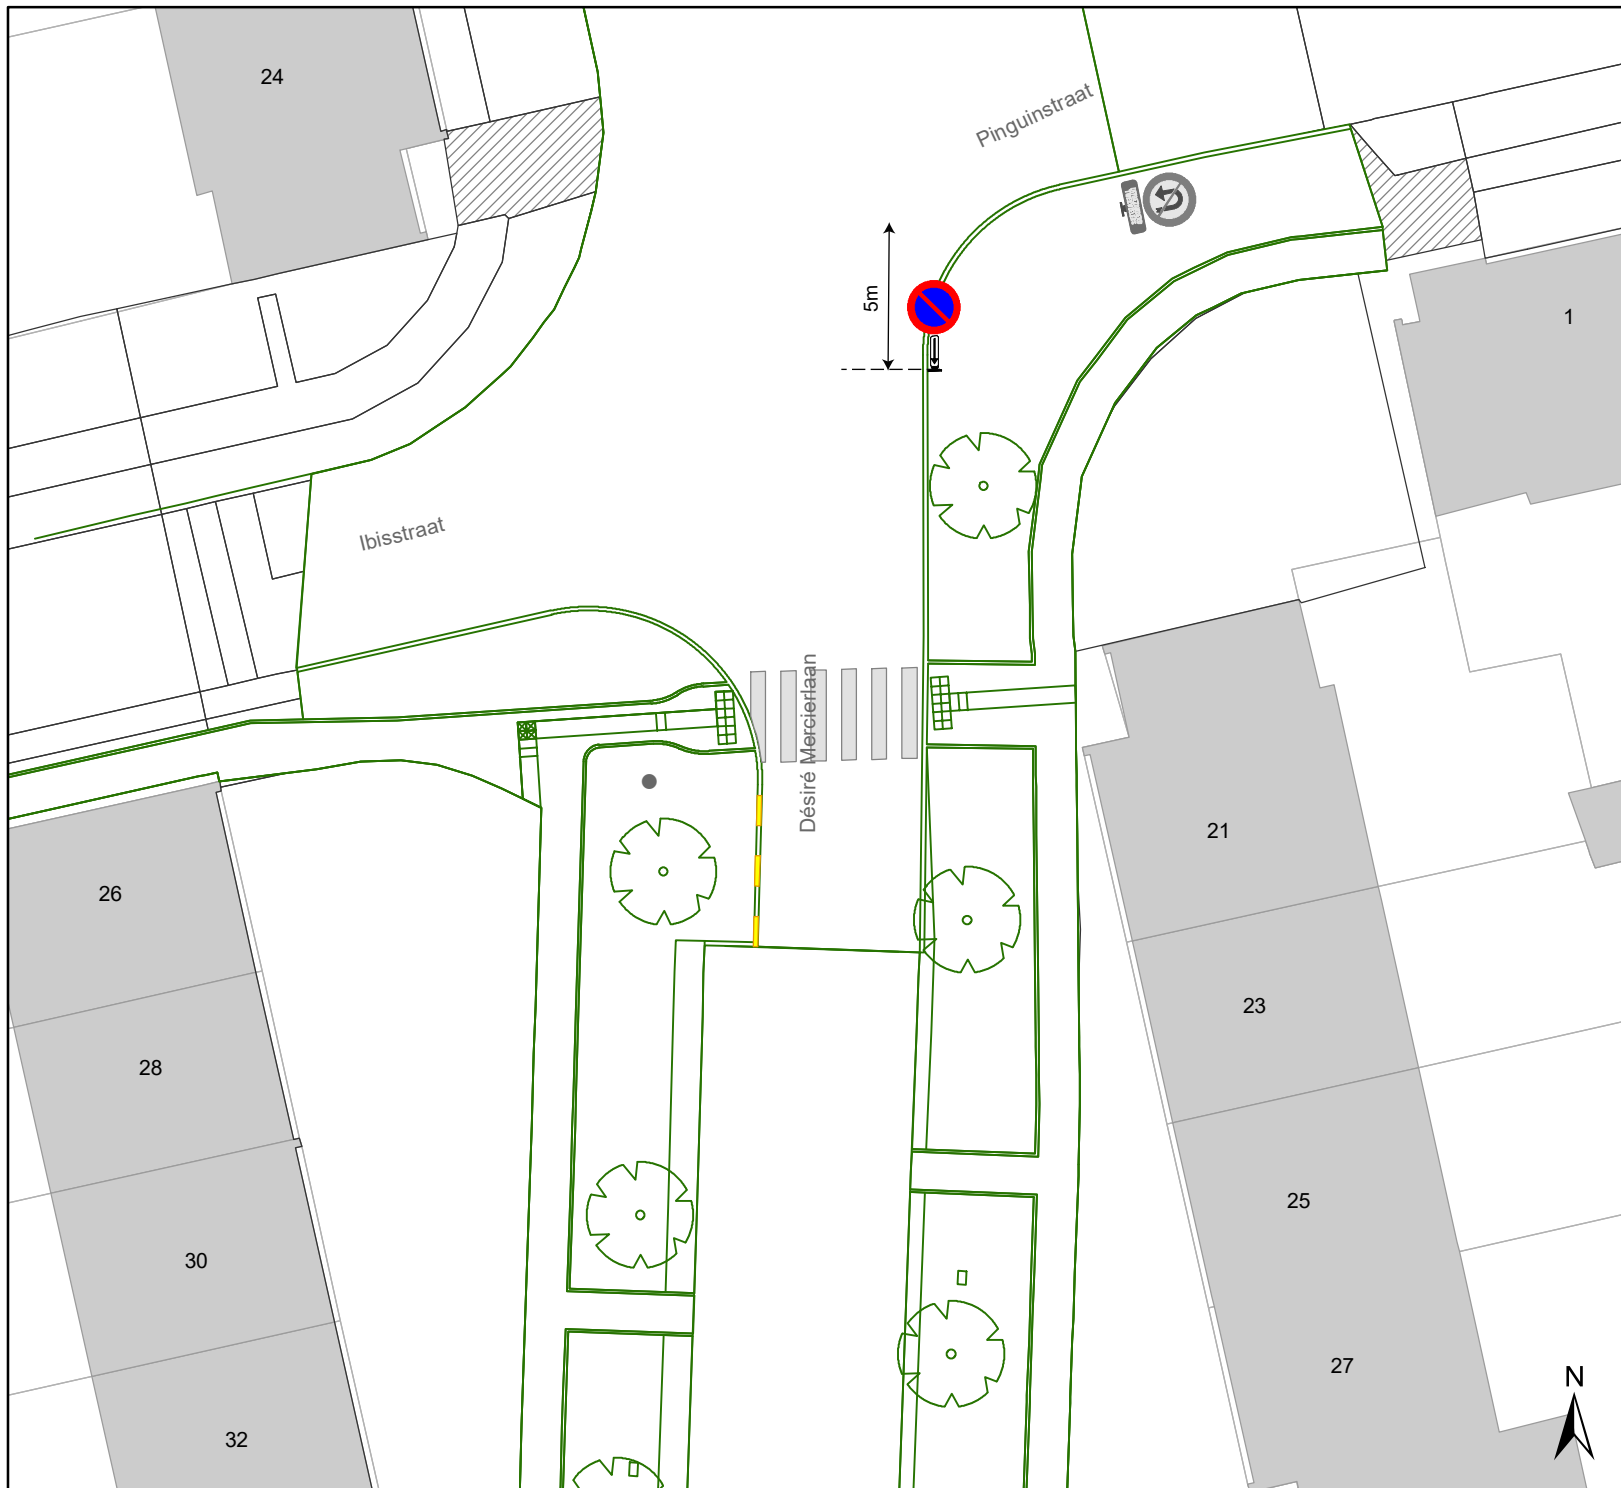 24
Pinguinstraat
5m
1
Ibisstraat
Désiré Mercierlaan
21
26
23
28
25
30
27
N
32